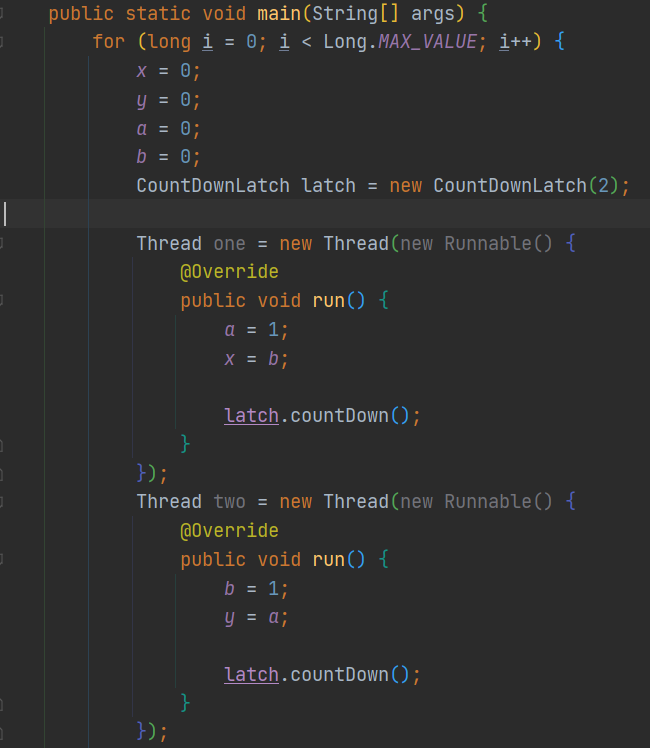 public static void main(String[] args) {
for (long i = 0; i < Long.MAX_VALUE; i++) {
x = 0;
y = 0;
a = 0;
b = 0;
CountDownLatch latch = new CountDownLatch(2);
Thread one = new Thread(new Runnable() {
@Override
public void run() {
a = 1;
x = b;
latch.countDown();
}
});
Thread two = new Thread(new Runnable() {
@Override
public void run() {
b = 1;
y = a;
latch.countDown();
}
});